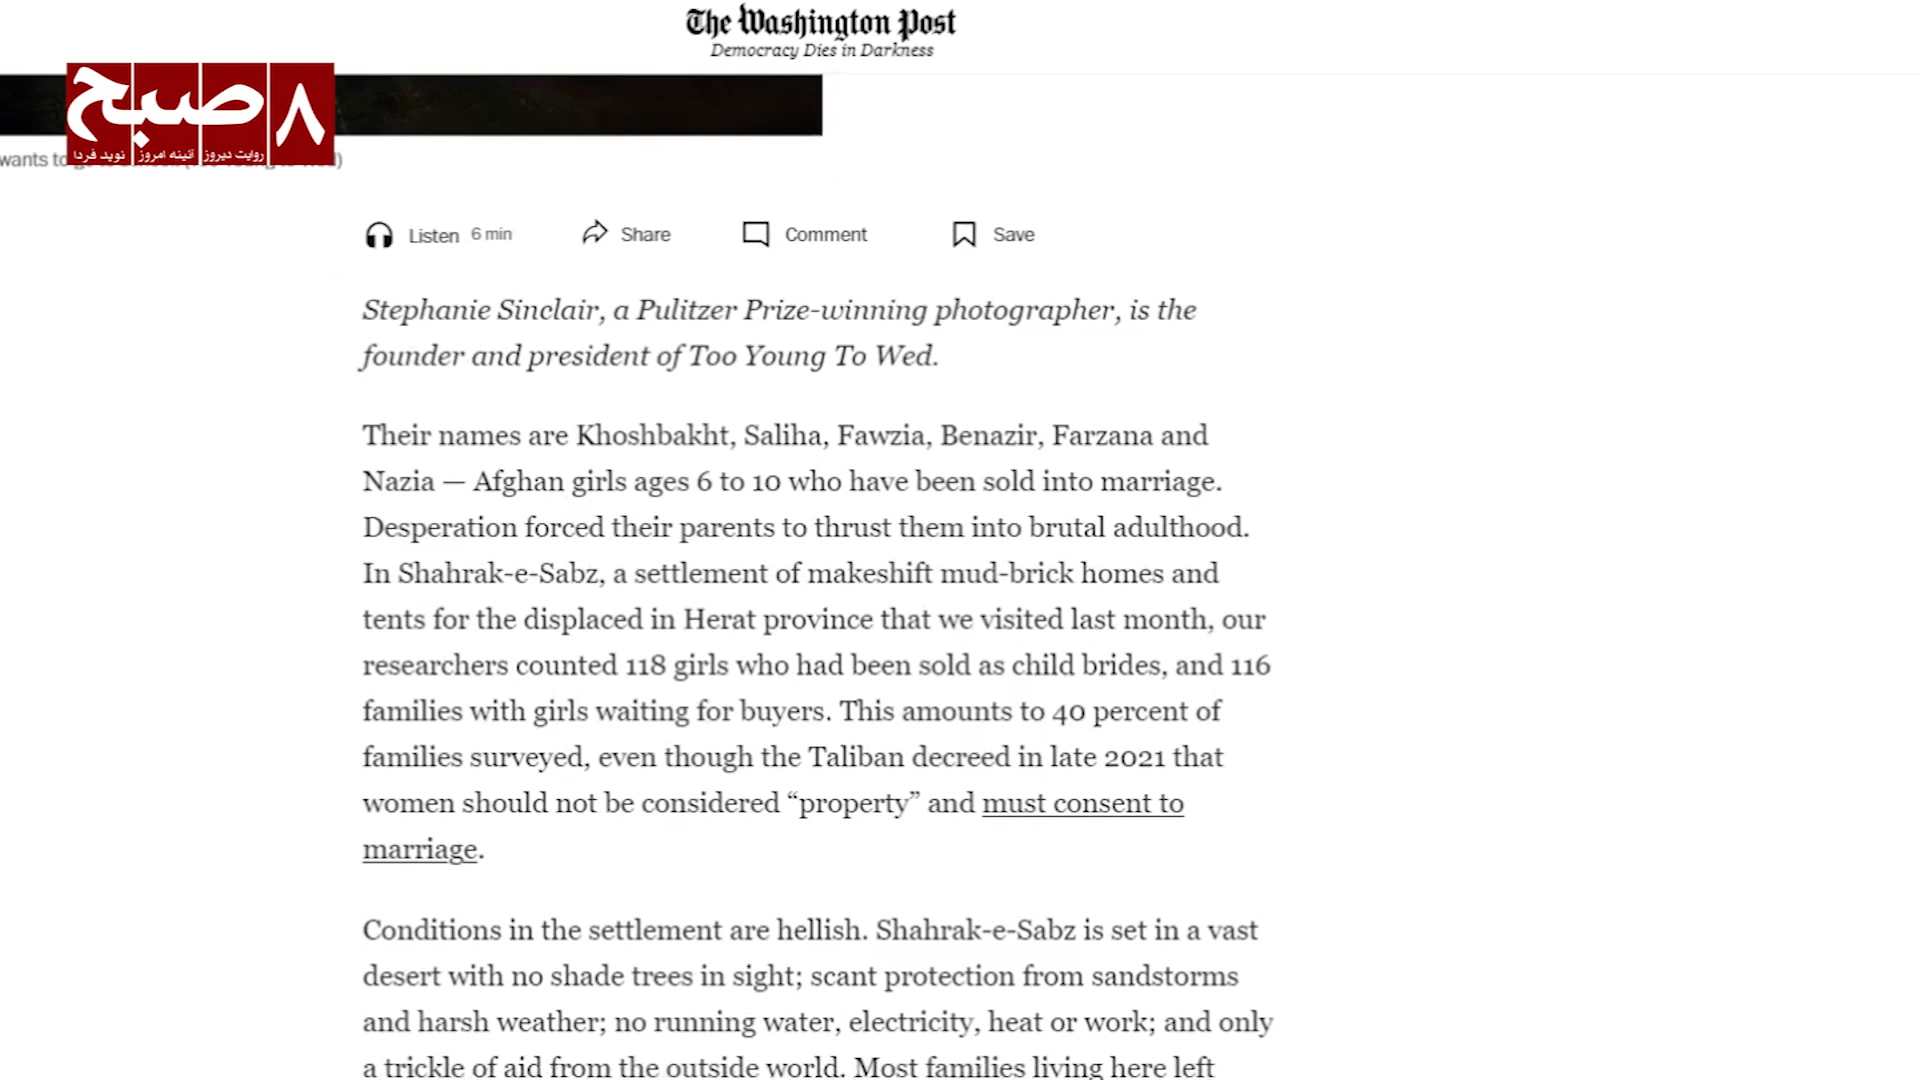 The Washington Post
Democracy Dies in Darkness
۸صبح
روایت دیروز آئینه امروز نوید فردا
wants to
Listen 6 min Share Comment Save
Stephanie Sinclair, a Pulitzer Prize-winning photographer, is the
founder and president of Too Young To Wed.
Their names are Khoshbakht, Saliha, Fawzia, Benazir, Farzana and
Nazia — Afghan girls ages 6 to 10 who have been sold into marriage.
Desperation forced their parents to thrust them into brutal adulthood.
In Shahrak-e-Sabz, a settlement of makeshift mud-brick homes and
tents for the displaced in Herat province that we visited last month, our
researchers counted 118 girls who had been sold as child brides, and 116
families with girls waiting for buyers. This amounts to 40 percent of
families surveyed, even though the Taliban decreed in late 2021 that
women should not be considered “property” and must consent to
marriage.
Conditions in the settlement are hellish. Shahrak-e-Sabz is set in a vast
desert with no shade trees in sight; scant protection from sandstorms
and harsh weather; no running water, electricity, heat or work; and only
a trickle of aid from the outside world. Most families living here left